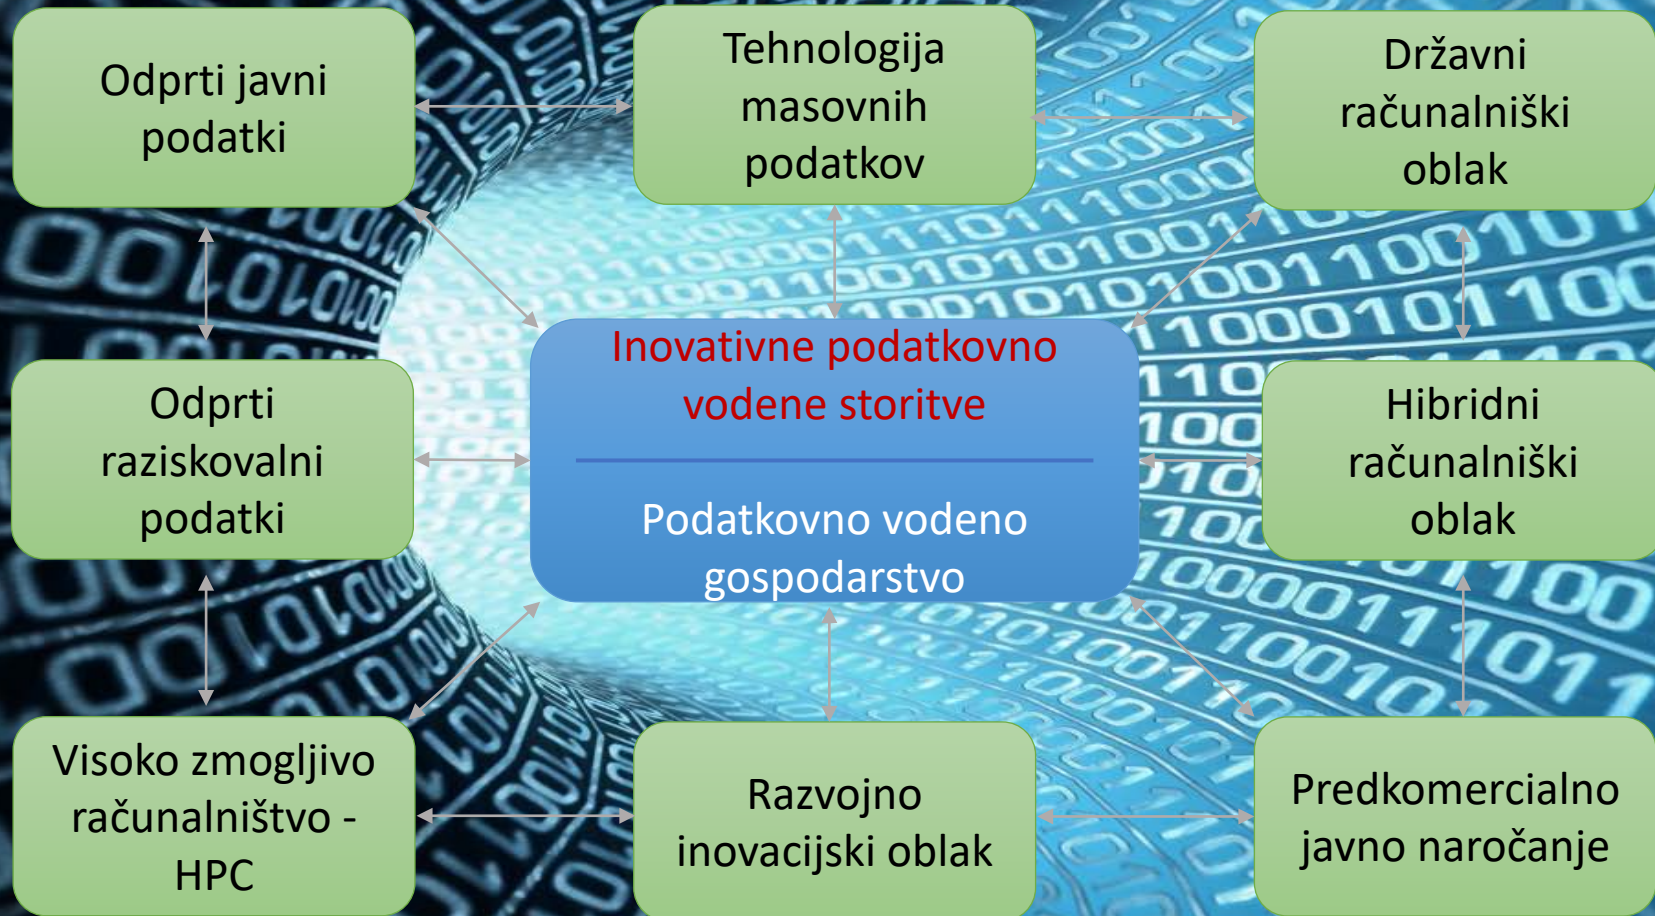 Odprti javni
podatki
Tehnologija
masovnih
podatkov
Državni
računalniški
oblak
Odprti
raziskovalni
podatki
Inovativne podatkovno
vodene storitve
Podatkovno vodeno
gospodarstvo
Hibridni
računalniški
oblak
Visoko zmogljivo
računalništvo -
HPC
Razvojno
inovacijski oblak
Predkomercialno
javno naročanje